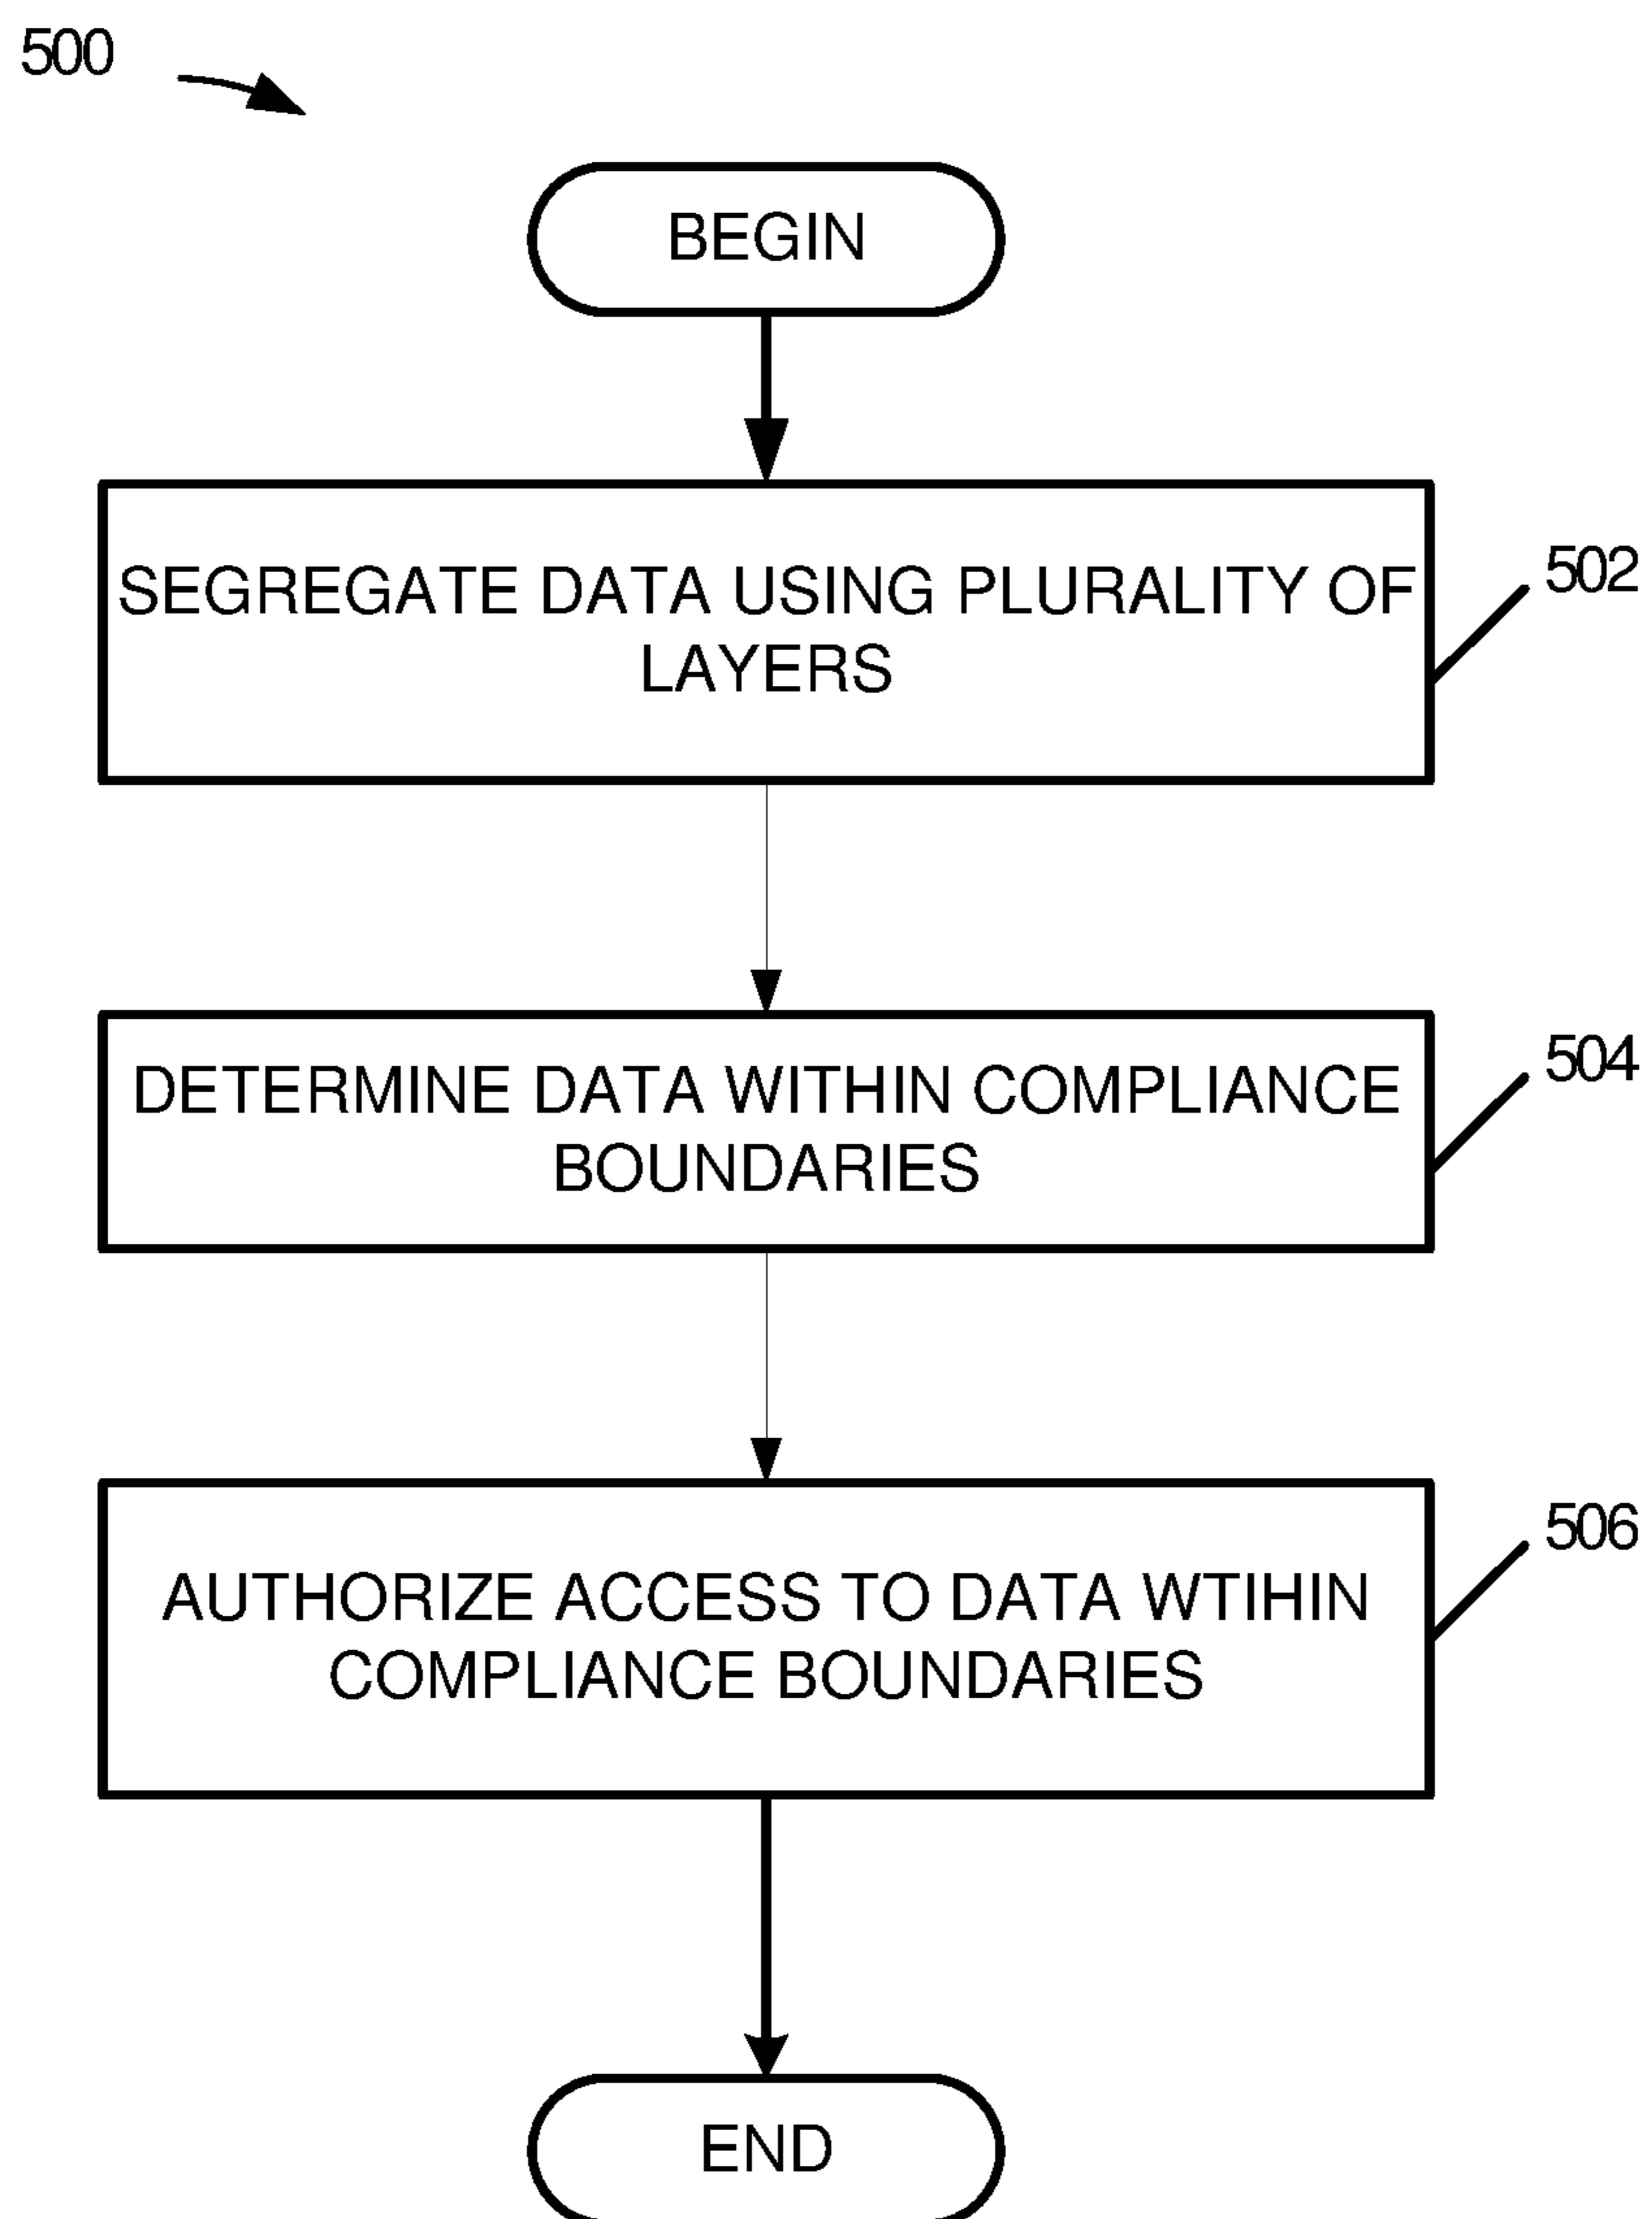 500
BEGIN
SEGREGATE DATA USING PLURALITY OF
LAYERS
502
DETERMINE DATA WITHIN COMPLIANCE
BOUNDARIES
504
AUTHORIZE ACCESS TO DATA WTIHIN
COMPLIANCE BOUNDARIES
506
END